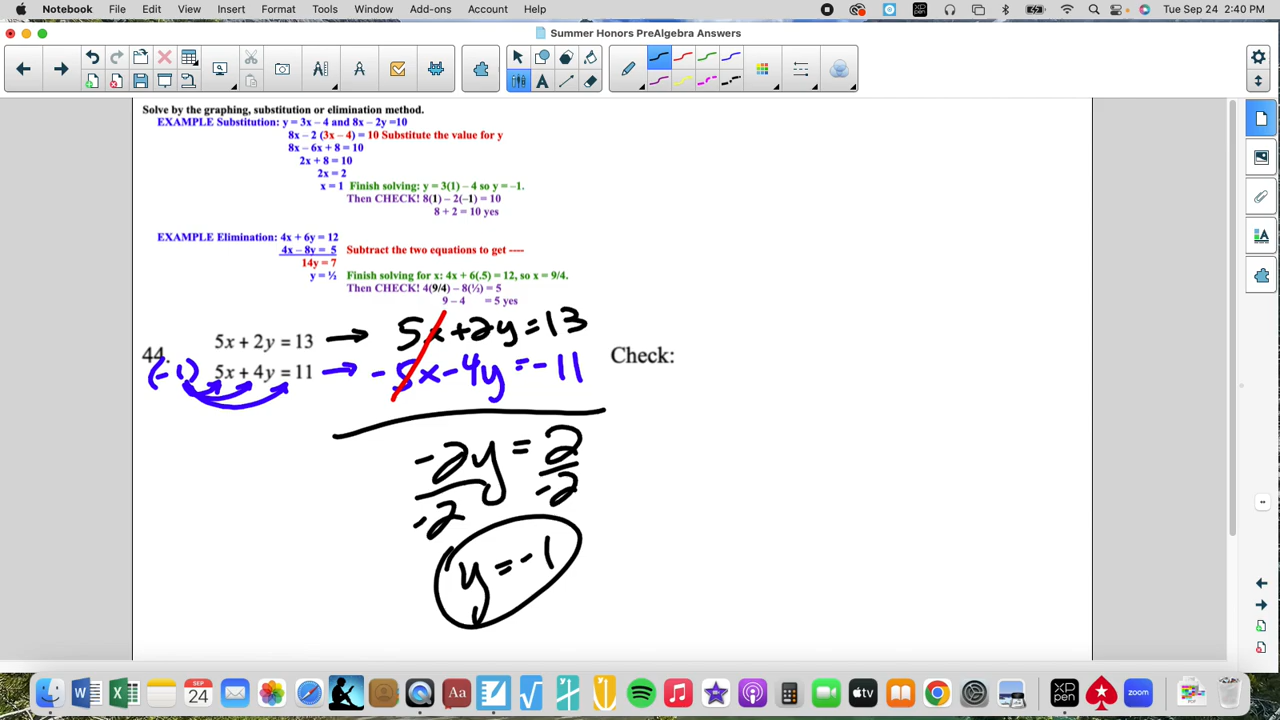 Notebook File Edit View Insert Format Tools Window Add-ons Account Help Tue Sep 24 2:40 PM
Summer Honors PreAlgebra Answers
Solve by the graphing, substitution or elimination method.
EXAMPLE Substitution: y = 3x – 4 and 8x – 2y =10
8x – 2 (3x – 4) = 10 Substitute the value for y
8x – 6x + 8 = 10
2x + 8 = 10
2x = 2
x = 1 Finish solving: y = 3(1) – 4 so y = –1.
Then CHECK! 8(1) – 2(–1) = 10
8 + 2 = 10 yes
EXAMPLE Elimination: 4x + 6y = 12
4x – 8y = 5 Subtract the two equations to get ----
14y = 7
y = ½ Finish solving for x: 4x + 6(.5) = 12, so x = 9/4.
Then CHECK! 4(9/4) – 8(½) = 5
9 – 4 = 5 yes
5x + 2y = 13 → 5x+2y=13
44. Check:
(-1) 5x + 4y = 11 → -5x-4y=-11
-2y = 2
-2 -2
y = -1
SEP
24
zoom